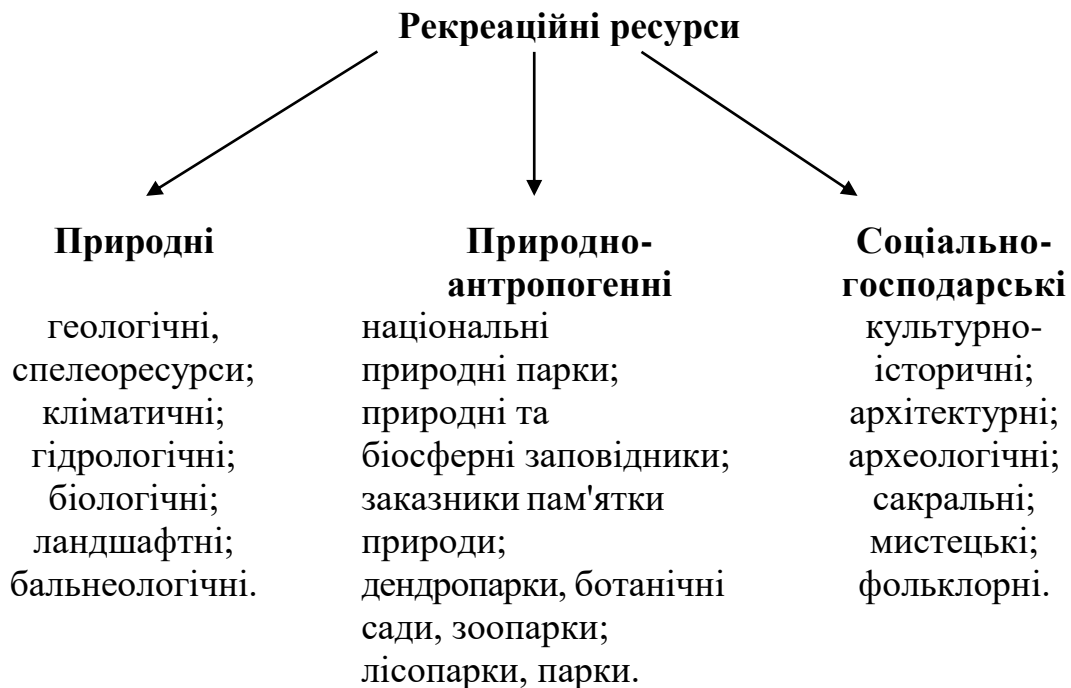 Рекреаційні ресурси
Природні
геологічні,
спелеоресурси;
кліматичні;
гідрологічні;
біологічні;
ландшафтні;
бальнеологічні.
Природно-
антропогенні
національні
природні парки;
природні та
біосферні заповідники;
заказники пам'ятки
природи;
дендропарки, ботанічні
сади, зоопарки;
лісопарки, парки.
Соціально-
господарські
культурно-
історичні;
архітектурні;
археологічні;
сакральні;
мистецькі;
фольклорні.